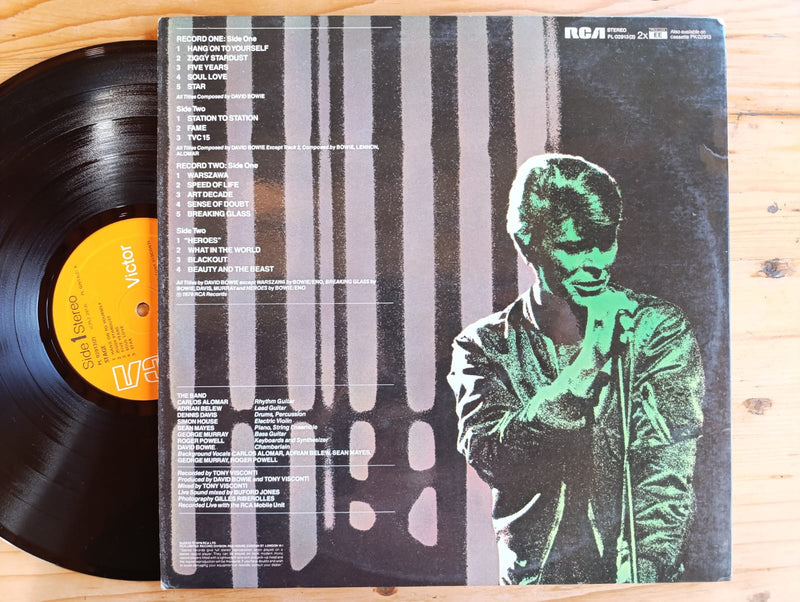 RECORD ONE: Side One
1 HANG ON TO YOURSELF
2 ZIGGY STARDUST
3 FIVE YEARS
4 SOUL LOVE
5 STAR
All Titles Composed by DAVID BOWIE
Side Two
1 STATION TO STATION
2 FAME
3 TVC15
All Titles Composed by DAVID BOWIE Except Track 2, Composed by BOWIE, LENNON,
ALOMAR
RECORD TWO: Side One
1 WARSZAWA
2 SPEED OF LIFE
3 ART DECADE
4 SENSE OF DOUBT
5 BREAKING GLASS
Side Two
1 "HEROES"
2 WHAT IN THE WORLD
3 BLACKOUT
4 BEAUTY AND THE BEAST
All Titles by DAVID BOWIE except WARSZAWA by BOWIE/ENO, BREAKING GLASS by
BOWIE, DAVIS, MURRAY and HEROES by BOWIE/ENO
Ⓟ 1978 RCA Records
THE BAND
CARLOS ALOMAR Rhythm Guitar
ADRIAN BELEW Lead Guitar
DENNIS DAVIS Drums, Percussion
SIMON HOUSE Electric Violin
SEAN MAYES Piano, String Ensemble
GEORGE MURRAY Bass Guitar
ROGER POWELL Keyboards and Synthesizer
DAVID BOWIE Chamberlain
Background Vocals CARLOS ALOMAR, ADRIAN BELEW, SEAN MAYES,
GEORGE MURRAY, ROGER POWELL
Recorded by TONY VISCONTI
Produced by DAVID BOWIE and TONY VISCONTI
Mixed by TONY VISCONTI
Live Sound mixed by BUFORD JONES
Photography GILLES RIBEROLLES
Recorded Live with the RCA Mobile Unit
RCA
STEREO
PL 02913(2)
2x
Also available on
cassette PK 02913
Victor
Side 1 Stereo
STAGE